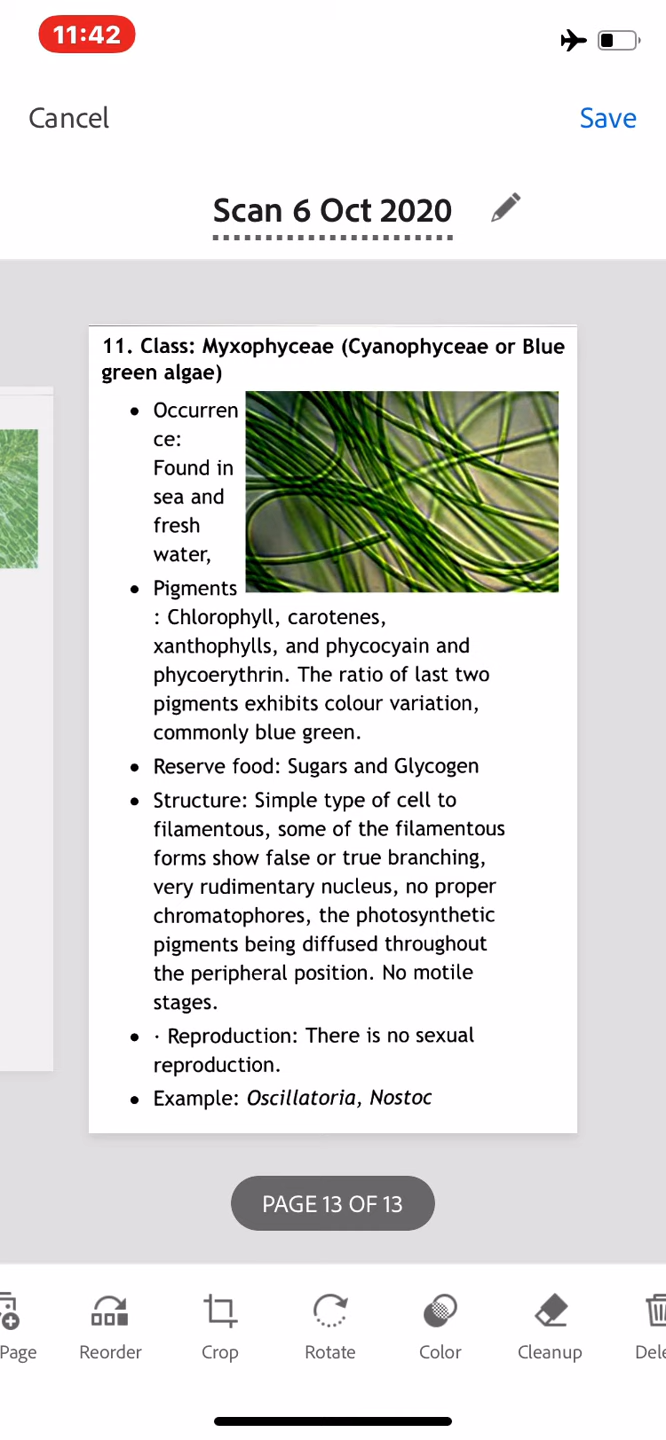 11:42
Cancel
Save
Scan 6 Oct 2020
11. Class: Myxophyceae (Cyanophyceae or Blue
green algae)
• Occurren
ce:
Found in
sea and
fresh
water,
• Pigments
: Chlorophyll, carotenes,
xanthophylls, and phycocyain and
phycoerythrin. The ratio of last two
pigments exhibits colour variation,
commonly blue green.
• Reserve food: Sugars and Glycogen
• Structure: Simple type of cell to
filamentous, some of the filamentous
forms show false or true branching,
very rudimentary nucleus, no proper
chromatophores, the photosynthetic
pigments being diffused throughout
the peripheral position. No motile
stages.
• · Reproduction: There is no sexual
reproduction.
• Example: Oscillatoria, Nostoc
PAGE 13 OF 13
Page
Reorder
Crop
Rotate
Color
Cleanup
Dele